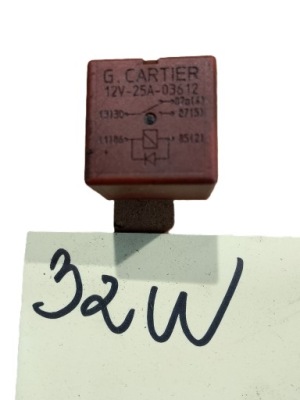 G. CARTIER
12V-25A-03612
87a(4)
(3)30 87(5)
(1)86 85(2)
32W